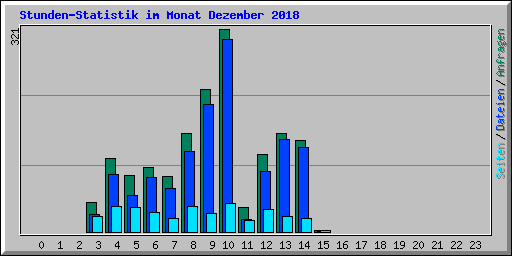 Stunden-Statistik im Monat Dezember 2018
321
Seiten / Dateien / Anfragen
0 1 2 3 4 5 6 7 8 9 10 11 12 13 14 15 16 17 18 19 20 21 22 23